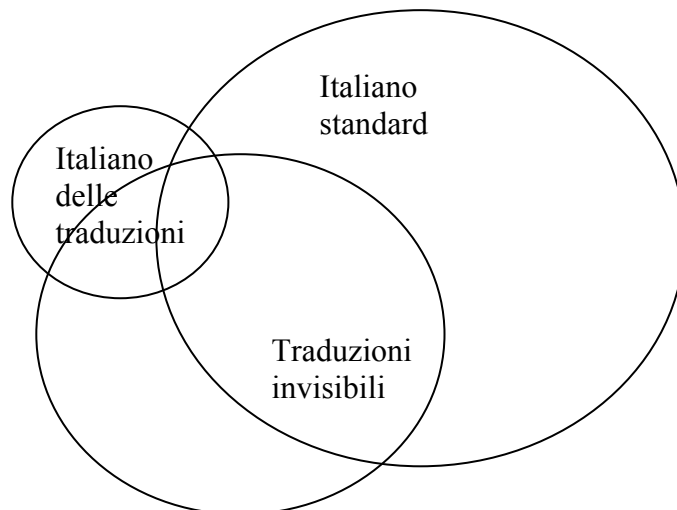 Italiano
standard
Italiano
delle
traduzioni
Traduzioni
invisibili